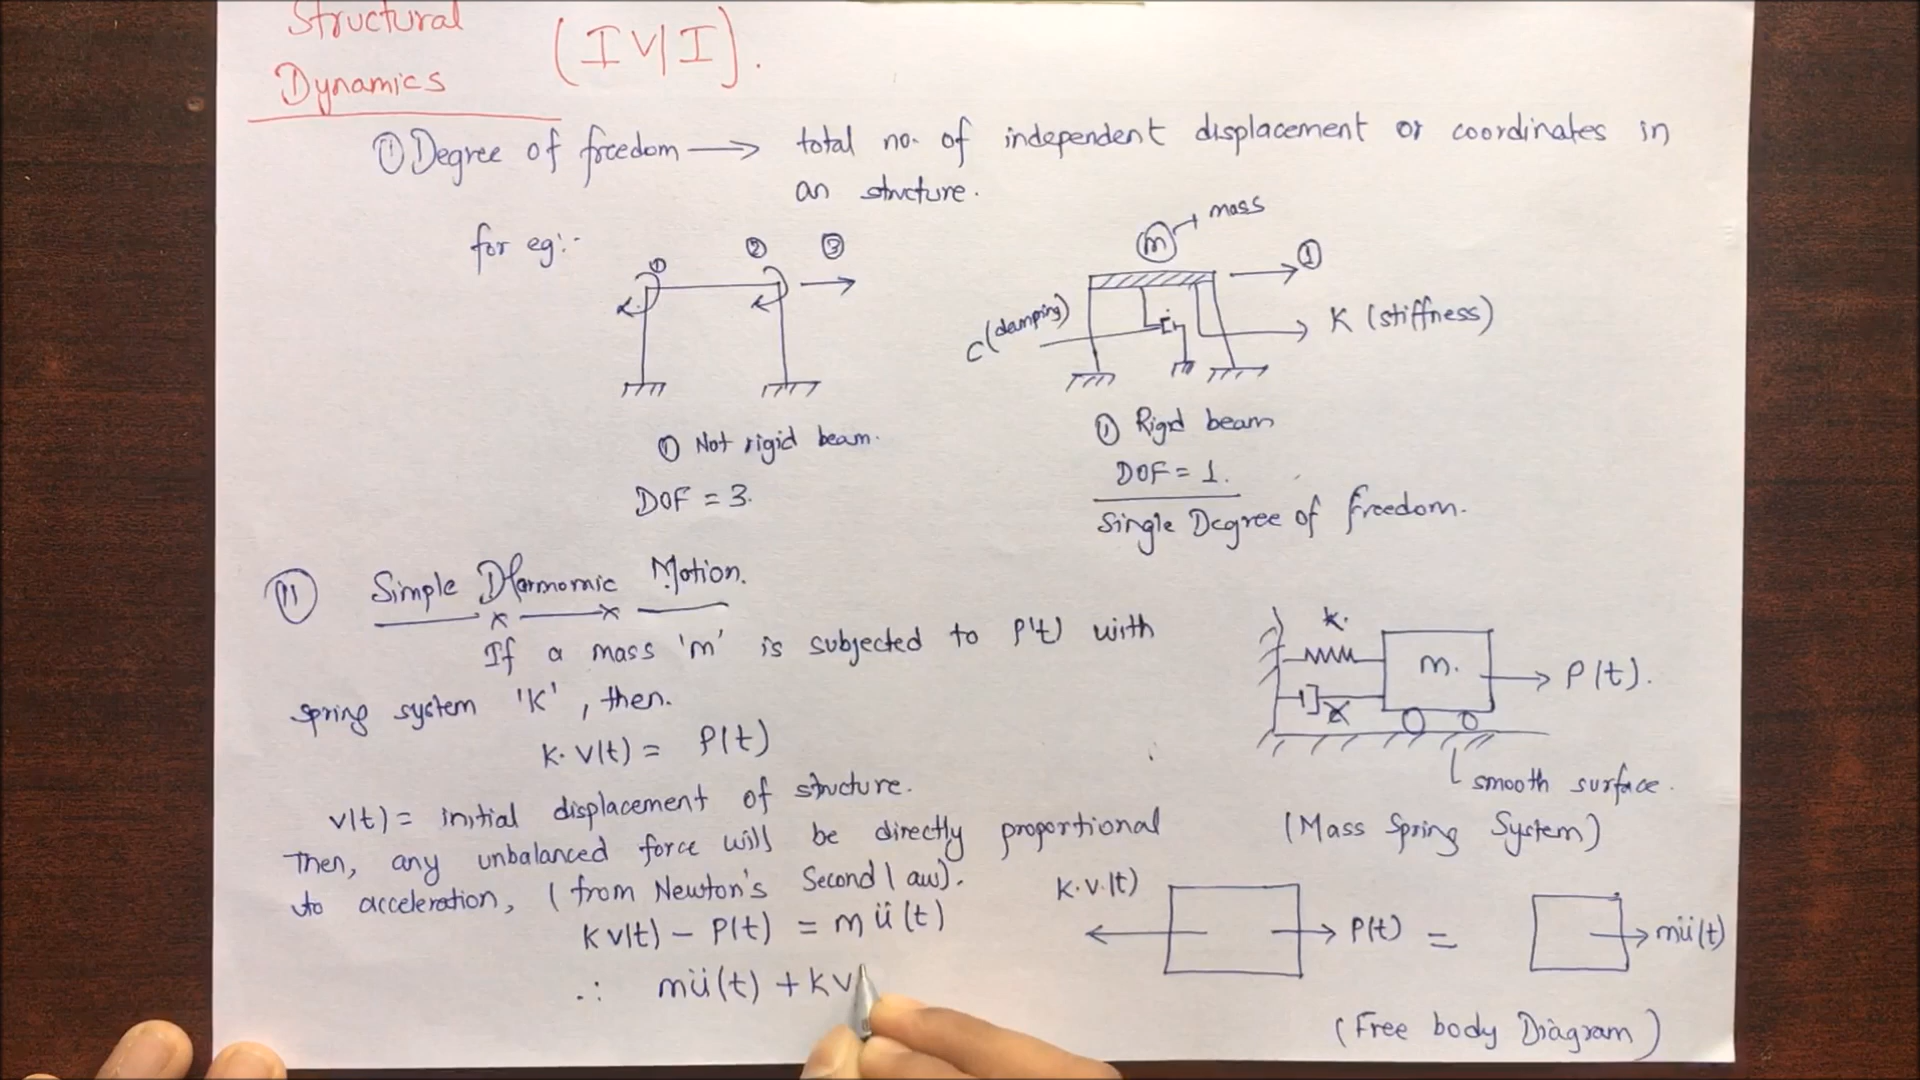 Structural
Dynamics
(IV/I).
① Degree of freedom → total no. of independent displacement or coordinates in
an structure.
for eg:-
①
②
③
① Not rigid beam.
DOF = 3.
m → mass
①
C (damping)
K (stiffness)
① Rigid beam
DOF = 1.
Single Degree of freedom.
⑪ Simple Harmonic Motion.
If a mass 'm' is subjected to P(t) with
spring system 'K', then.
K. v(t) = P(t)
v(t) = initial displacement of structure.
Then, any unbalanced force will be directly proportional
to acceleration, (from Newton's Second law).
Kv(t) - P(t) = mü(t)
∴ mü(t) + kv
k.
m.
P(t).
smooth surface.
(Mass Spring System)
K.v.(t)
P(t) =
mü(t)
(Free body Diagram)